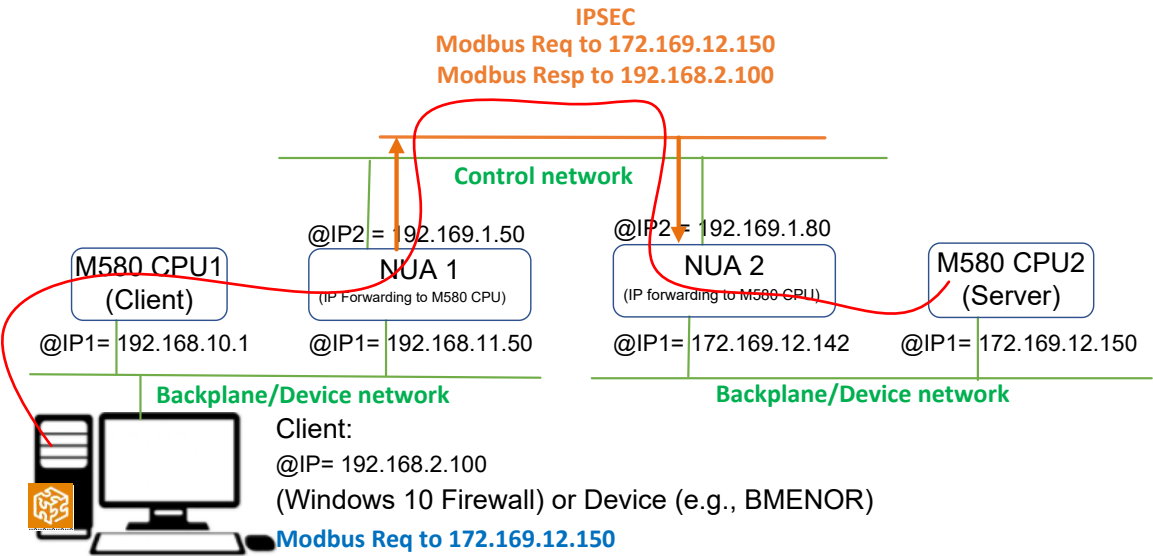 IPSEC
Modbus Req to 172.169.12.150
Modbus Resp to 192.168.2.100
Control network
@IP2 = 192.169.1.50
@IP2 = 192.169.1.80
M580 CPU1
(Client)
NUA 1
(IP Forwarding to M580 CPU)
NUA 2
(IP forwarding to M580 CPU)
M580 CPU2
(Server)
@IP1= 192.168.10.1
@IP1= 192.168.11.50
@IP1= 172.169.12.142
@IP1= 172.169.12.150
Backplane/Device network
Backplane/Device network
Client:
@IP= 192.168.2.100
(Windows 10 Firewall) or Device (e.g., BMENOR)
Modbus Req to 172.169.12.150